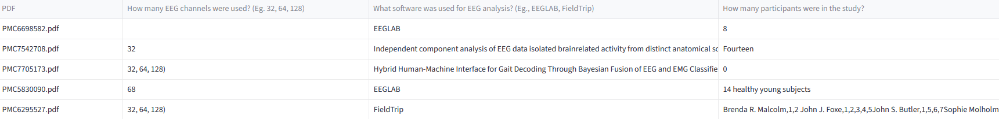 PDF How many EEG channels were used? (Eg. 32, 64, 128) What software was used for EEG analysis? (Eg., EEGLAB, FieldTrip) How many participants were in the study?
PMC6698582.pdf EEGLAB 8
PMC7542708.pdf 32 Independent component analysis of EEG data isolated brainrelated activity from distinct anatomical so Fourteen
PMC7705173.pdf 32, 64, 128) Hybrid Human-Machine Interface for Gait Decoding Through Bayesian Fusion of EEG and EMG Classifie 0
PMC5830090.pdf 68 EEGLAB 14 healthy young subjects
PMC6295527.pdf 32, 64, 128) FieldTrip Brenda R. Malcolm,1,2 John J. Foxe,1,2,3,4,5John S. Butler,1,5,6,7Sophie Molholm